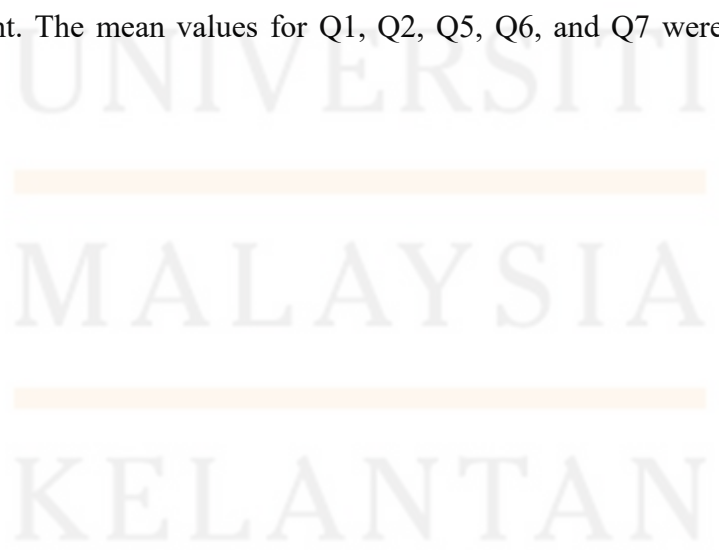 nt. The mean values for Q1, Q2, Q5, Q6, and Q7 were
UNIVERSITI
MALAYSIA
KELANTAN